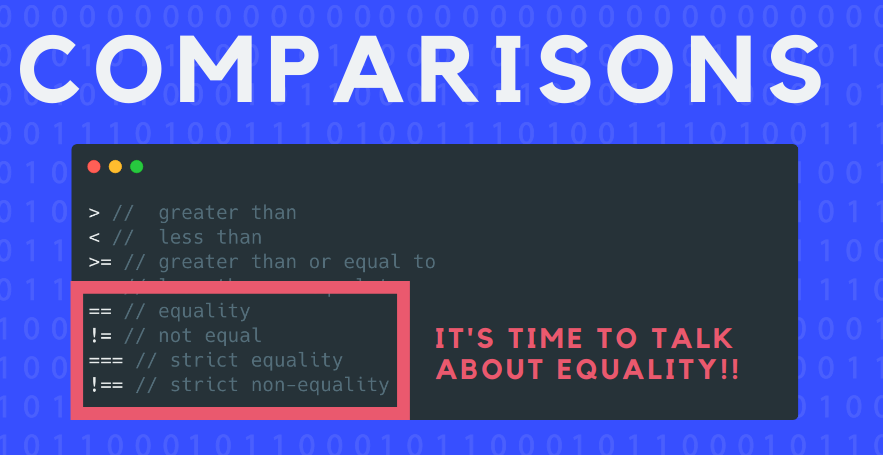 COMPARISONS
> // greater than
< // less than
>= // greater than or equal to
== // equality
!= // not equal
=== // strict equality
!== // strict non-equality
IT'S TIME TO TALK
ABOUT EQUALITY!!